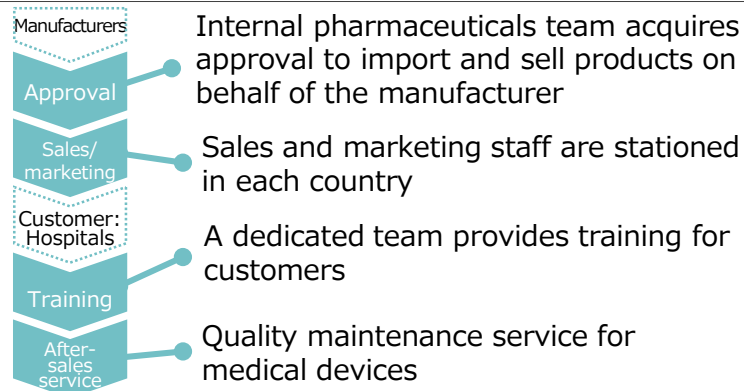 Manufacturers
Internal pharmaceuticals team acquires
approval to import and sell products on
behalf of the manufacturer
Approval
Sales/
marketing
Sales and marketing staff are stationed
in each country
Customer:
Hospitals
A dedicated team provides training for
customers
Training
After-
sales
service
Quality maintenance service for
medical devices